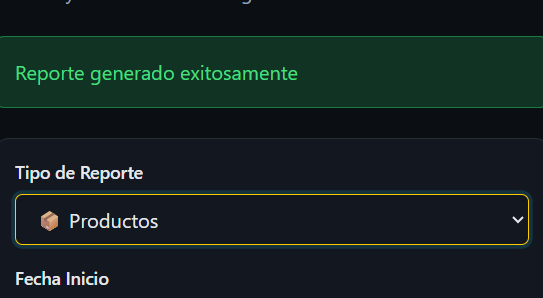 Reporte generado exitosamente
Tipo de Reporte
Productos
Fecha Inicio